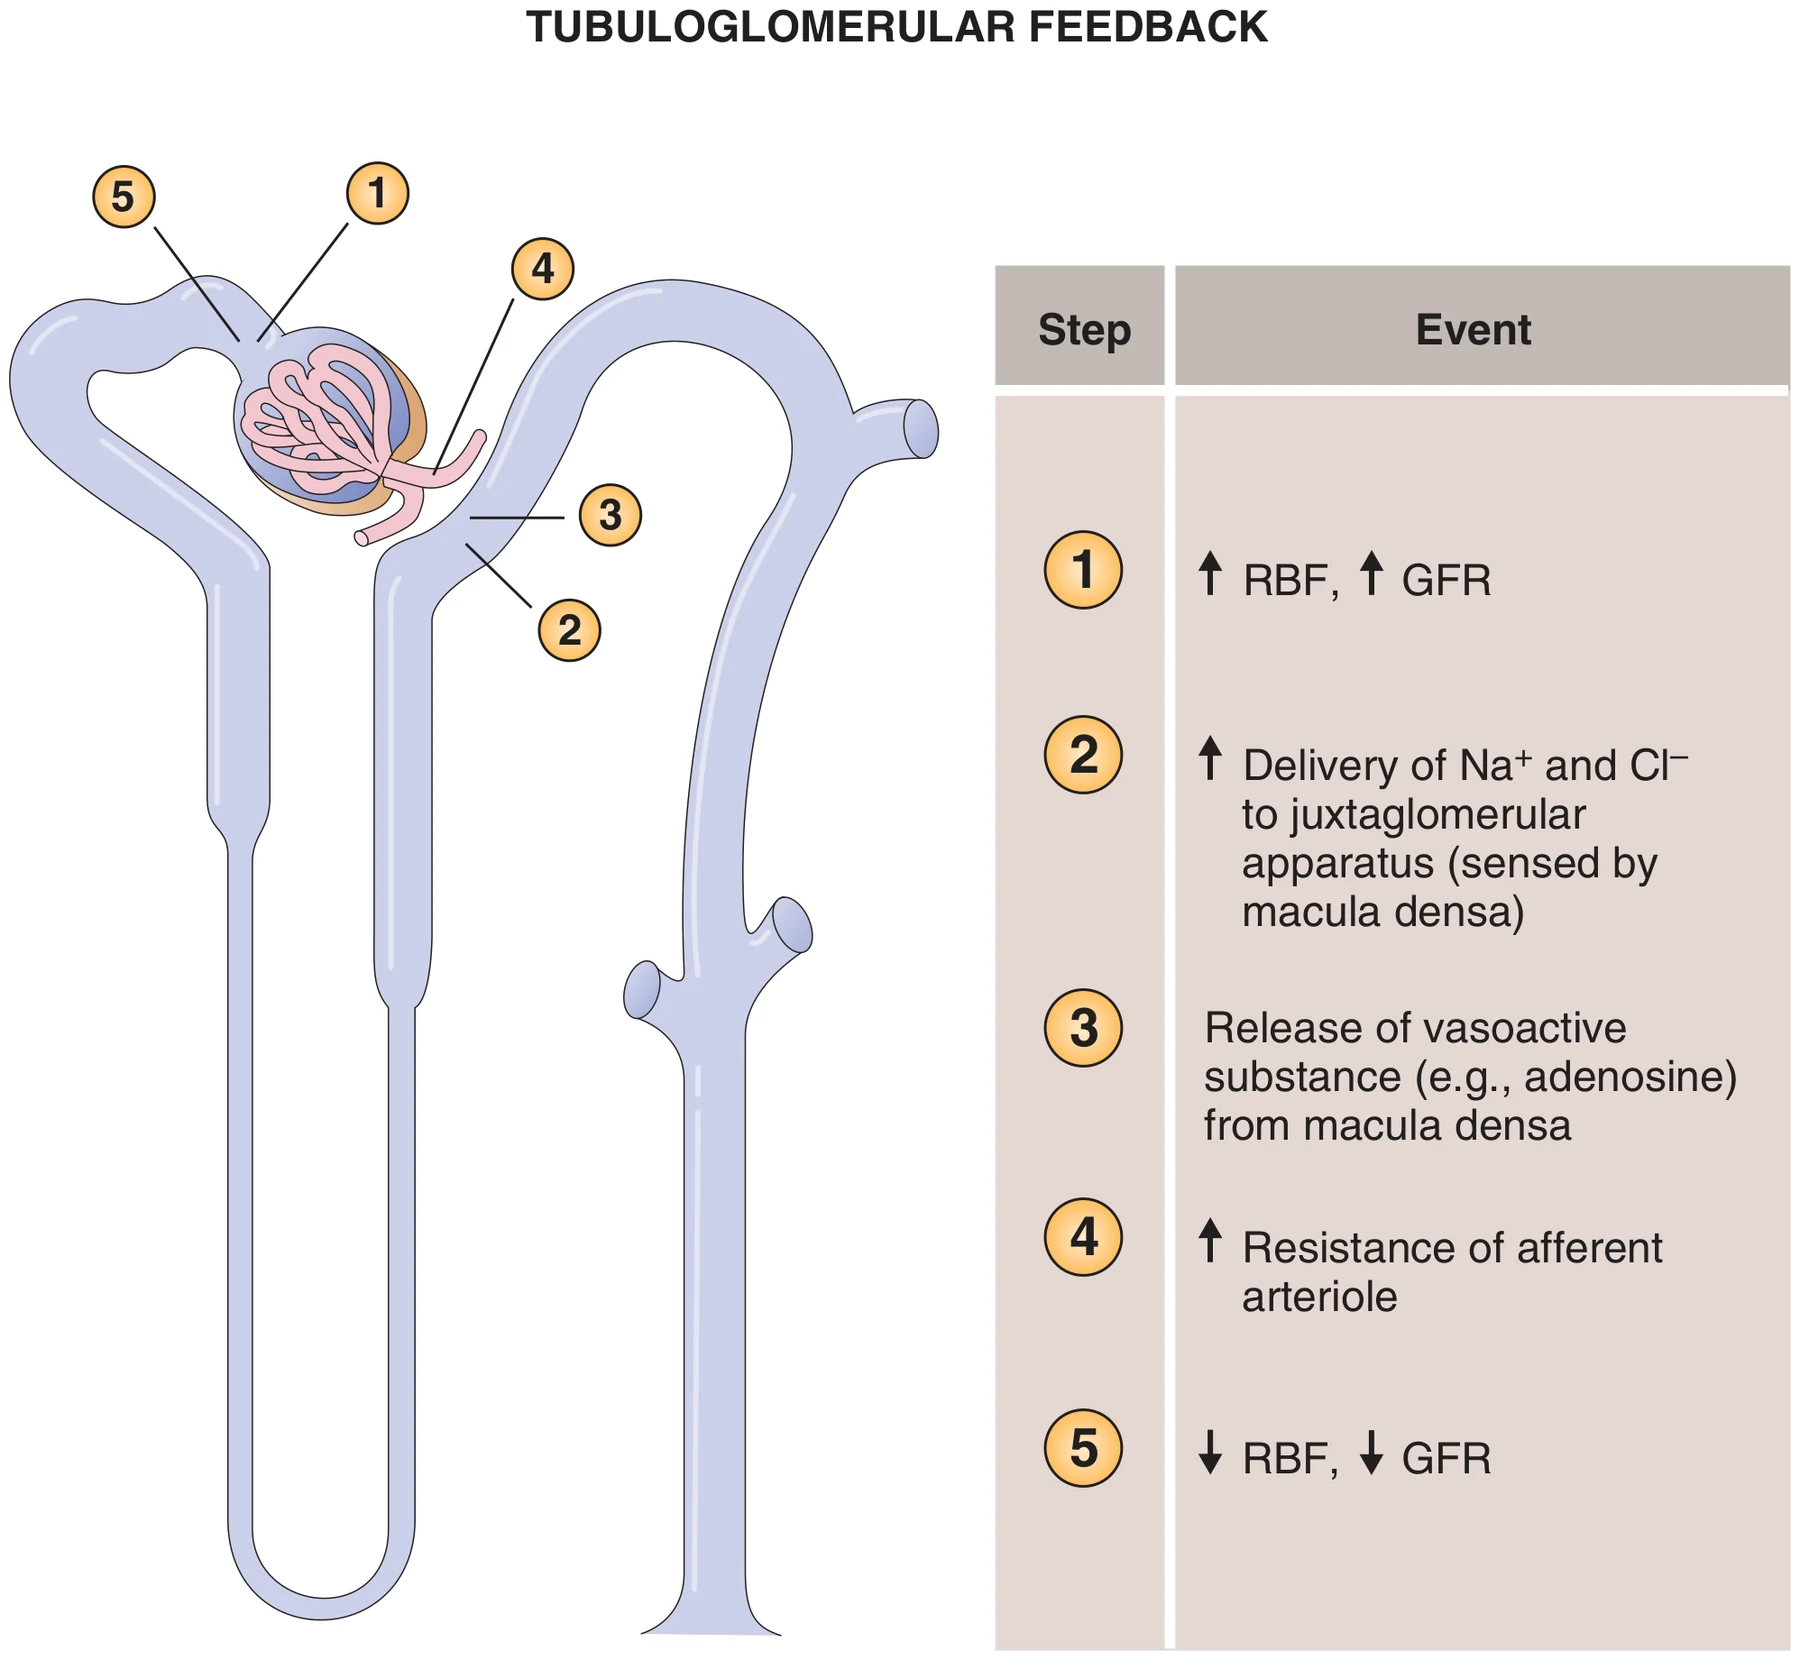 TUBULOGLOMERULAR FEEDBACK
5
1
4
3
2
Step Event
1 ↑ RBF, ↑ GFR
2 ↑ Delivery of Na⁺ and Cl⁻
to juxtaglomerular
apparatus (sensed by
macula densa)
3 Release of vasoactive
substance (e.g., adenosine)
from macula densa
4 ↑ Resistance of afferent
arteriole
5 ↓ RBF, ↓ GFR